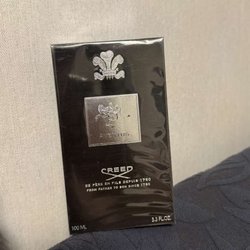 CREED
DE PÈRE EN FILS DEPUIS 1760
FROM FATHER TO SON SINCE 1760
100 ML
3.3 FL.OZ.